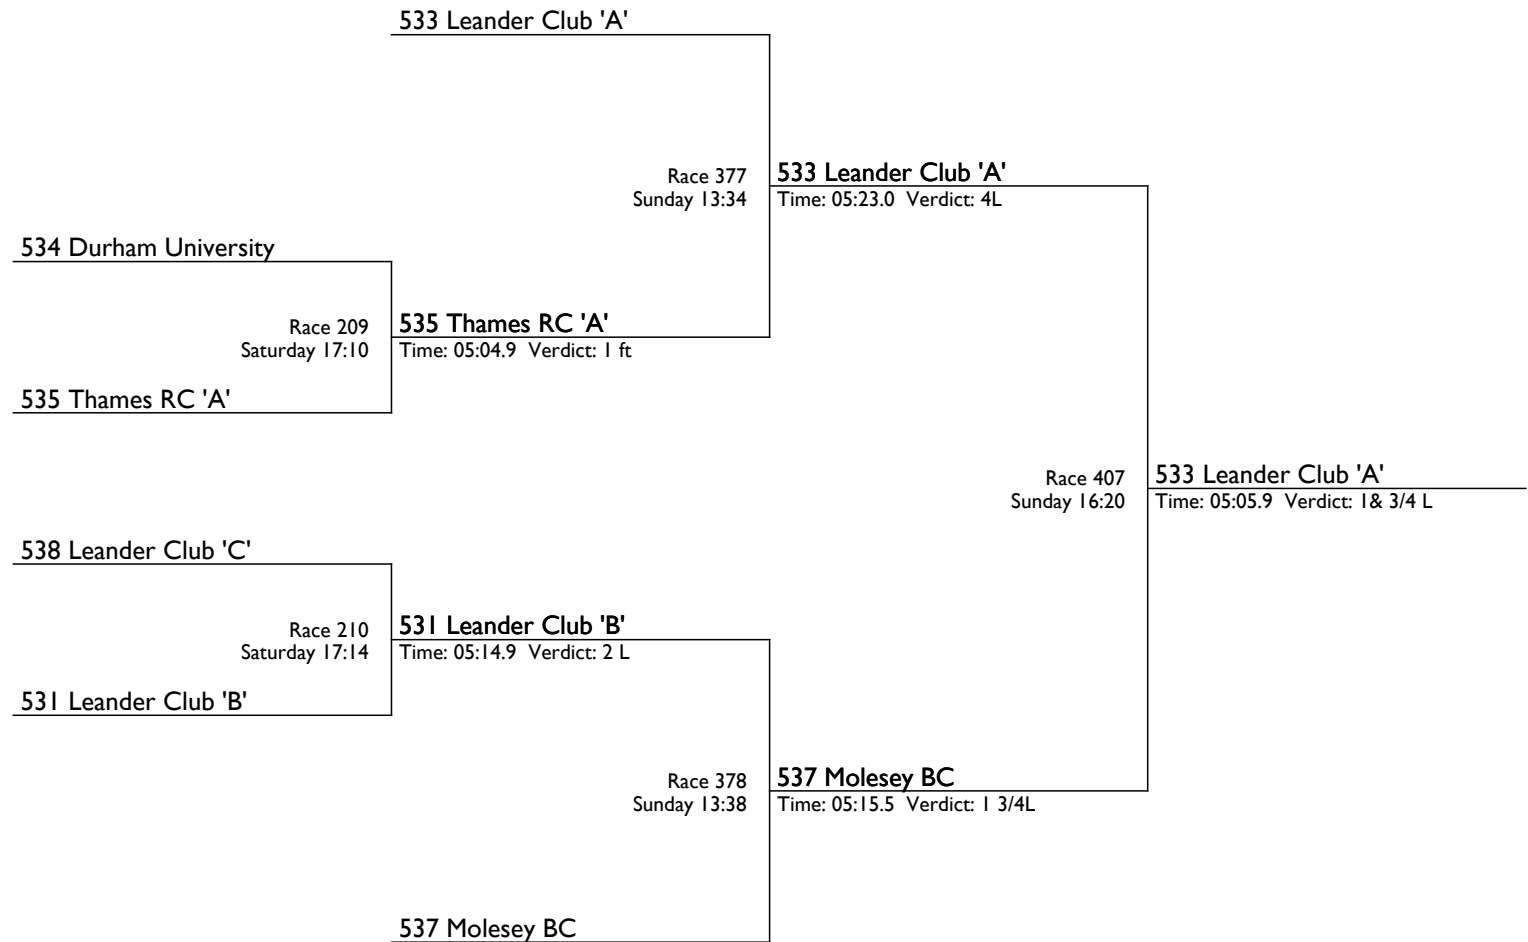 533 Leander Club 'A'
Race 377
Sunday 13:34
533 Leander Club 'A'
Time: 05:23.0 Verdict: 4L
534 Durham University
Race 209
Saturday 17:10
535 Thames RC 'A'
Time: 05:04.9 Verdict: 1 ft
535 Thames RC 'A'
Race 407
Sunday 16:20
533 Leander Club 'A'
Time: 05:05.9 Verdict: 1& 3/4 L
538 Leander Club 'C'
Race 210
Saturday 17:14
531 Leander Club 'B'
Time: 05:14.9 Verdict: 2 L
531 Leander Club 'B'
Race 378
Sunday 13:38
537 Molesey BC
Time: 05:15.5 Verdict: 1 3/4L
537 Molesey BC